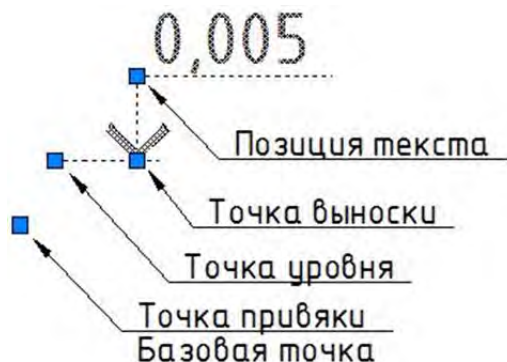 0,005
Позиция текста
Точка выноски
Точка уровня
Точка привяки
Базовая точка